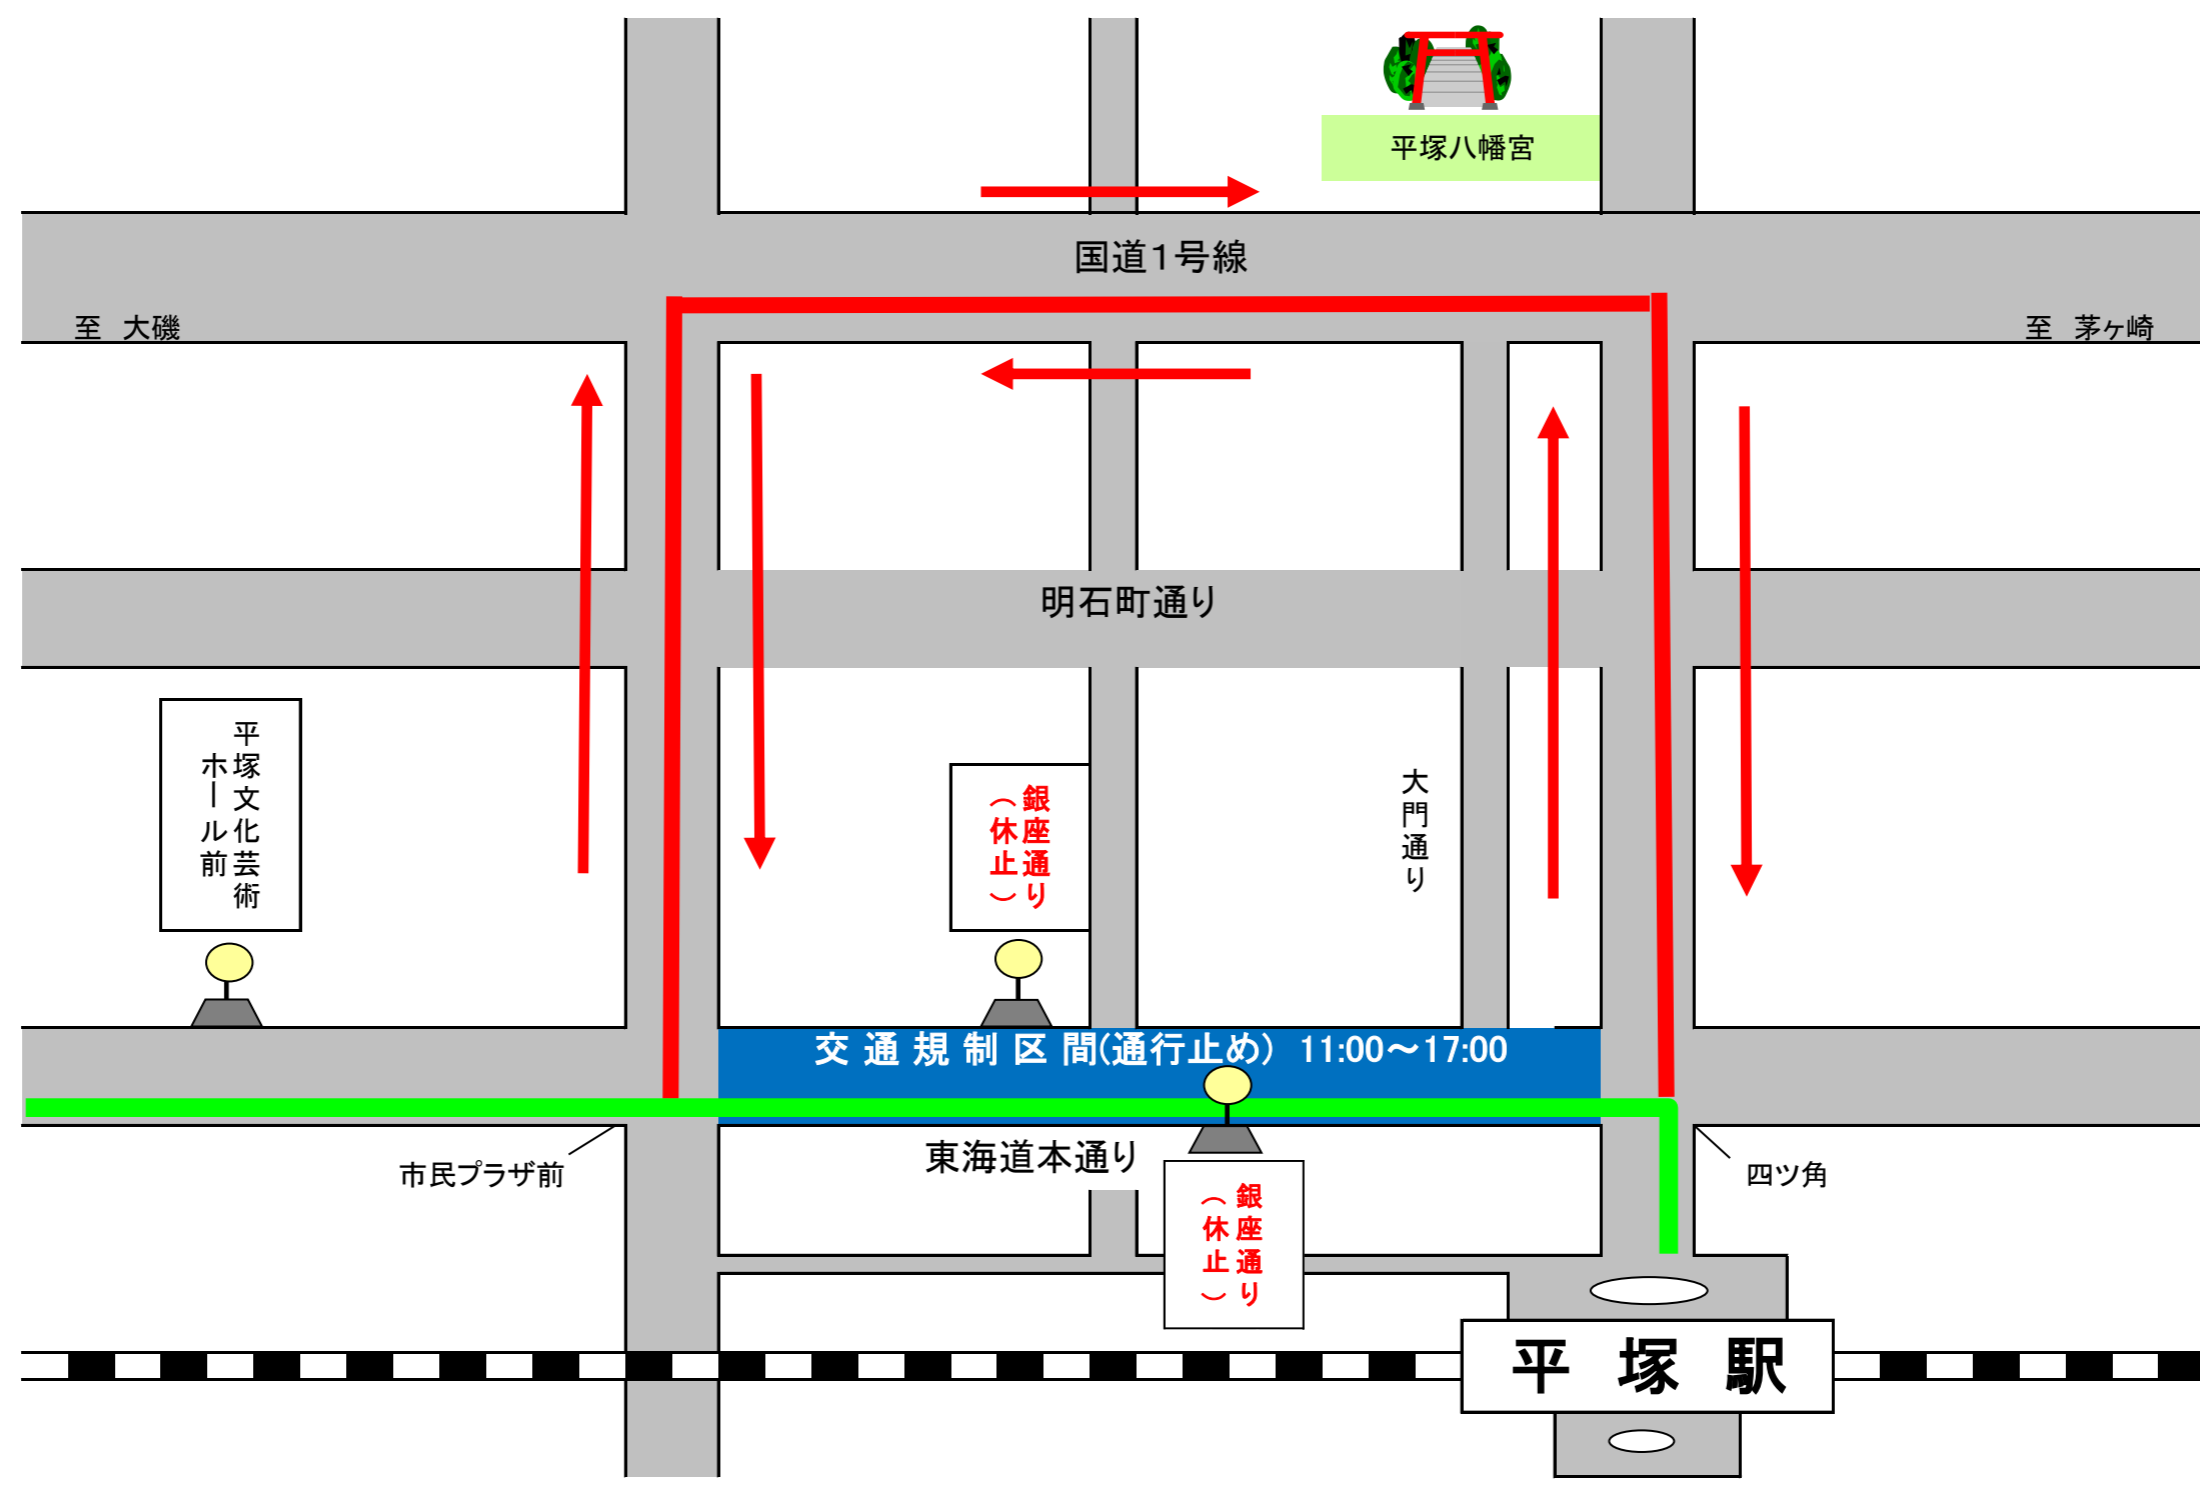 平塚八幡宮
国道1号線
至　大磯
至　茅ヶ崎
明石町通り
平塚文化芸術
ホール前
銀座通り
（休止）
大門通り
交 通 規 制 区 間(通行止め） 11:00～17:00
東海道本通り
市民プラザ前
四ツ角
銀座通り
（休止）
平　塚　駅